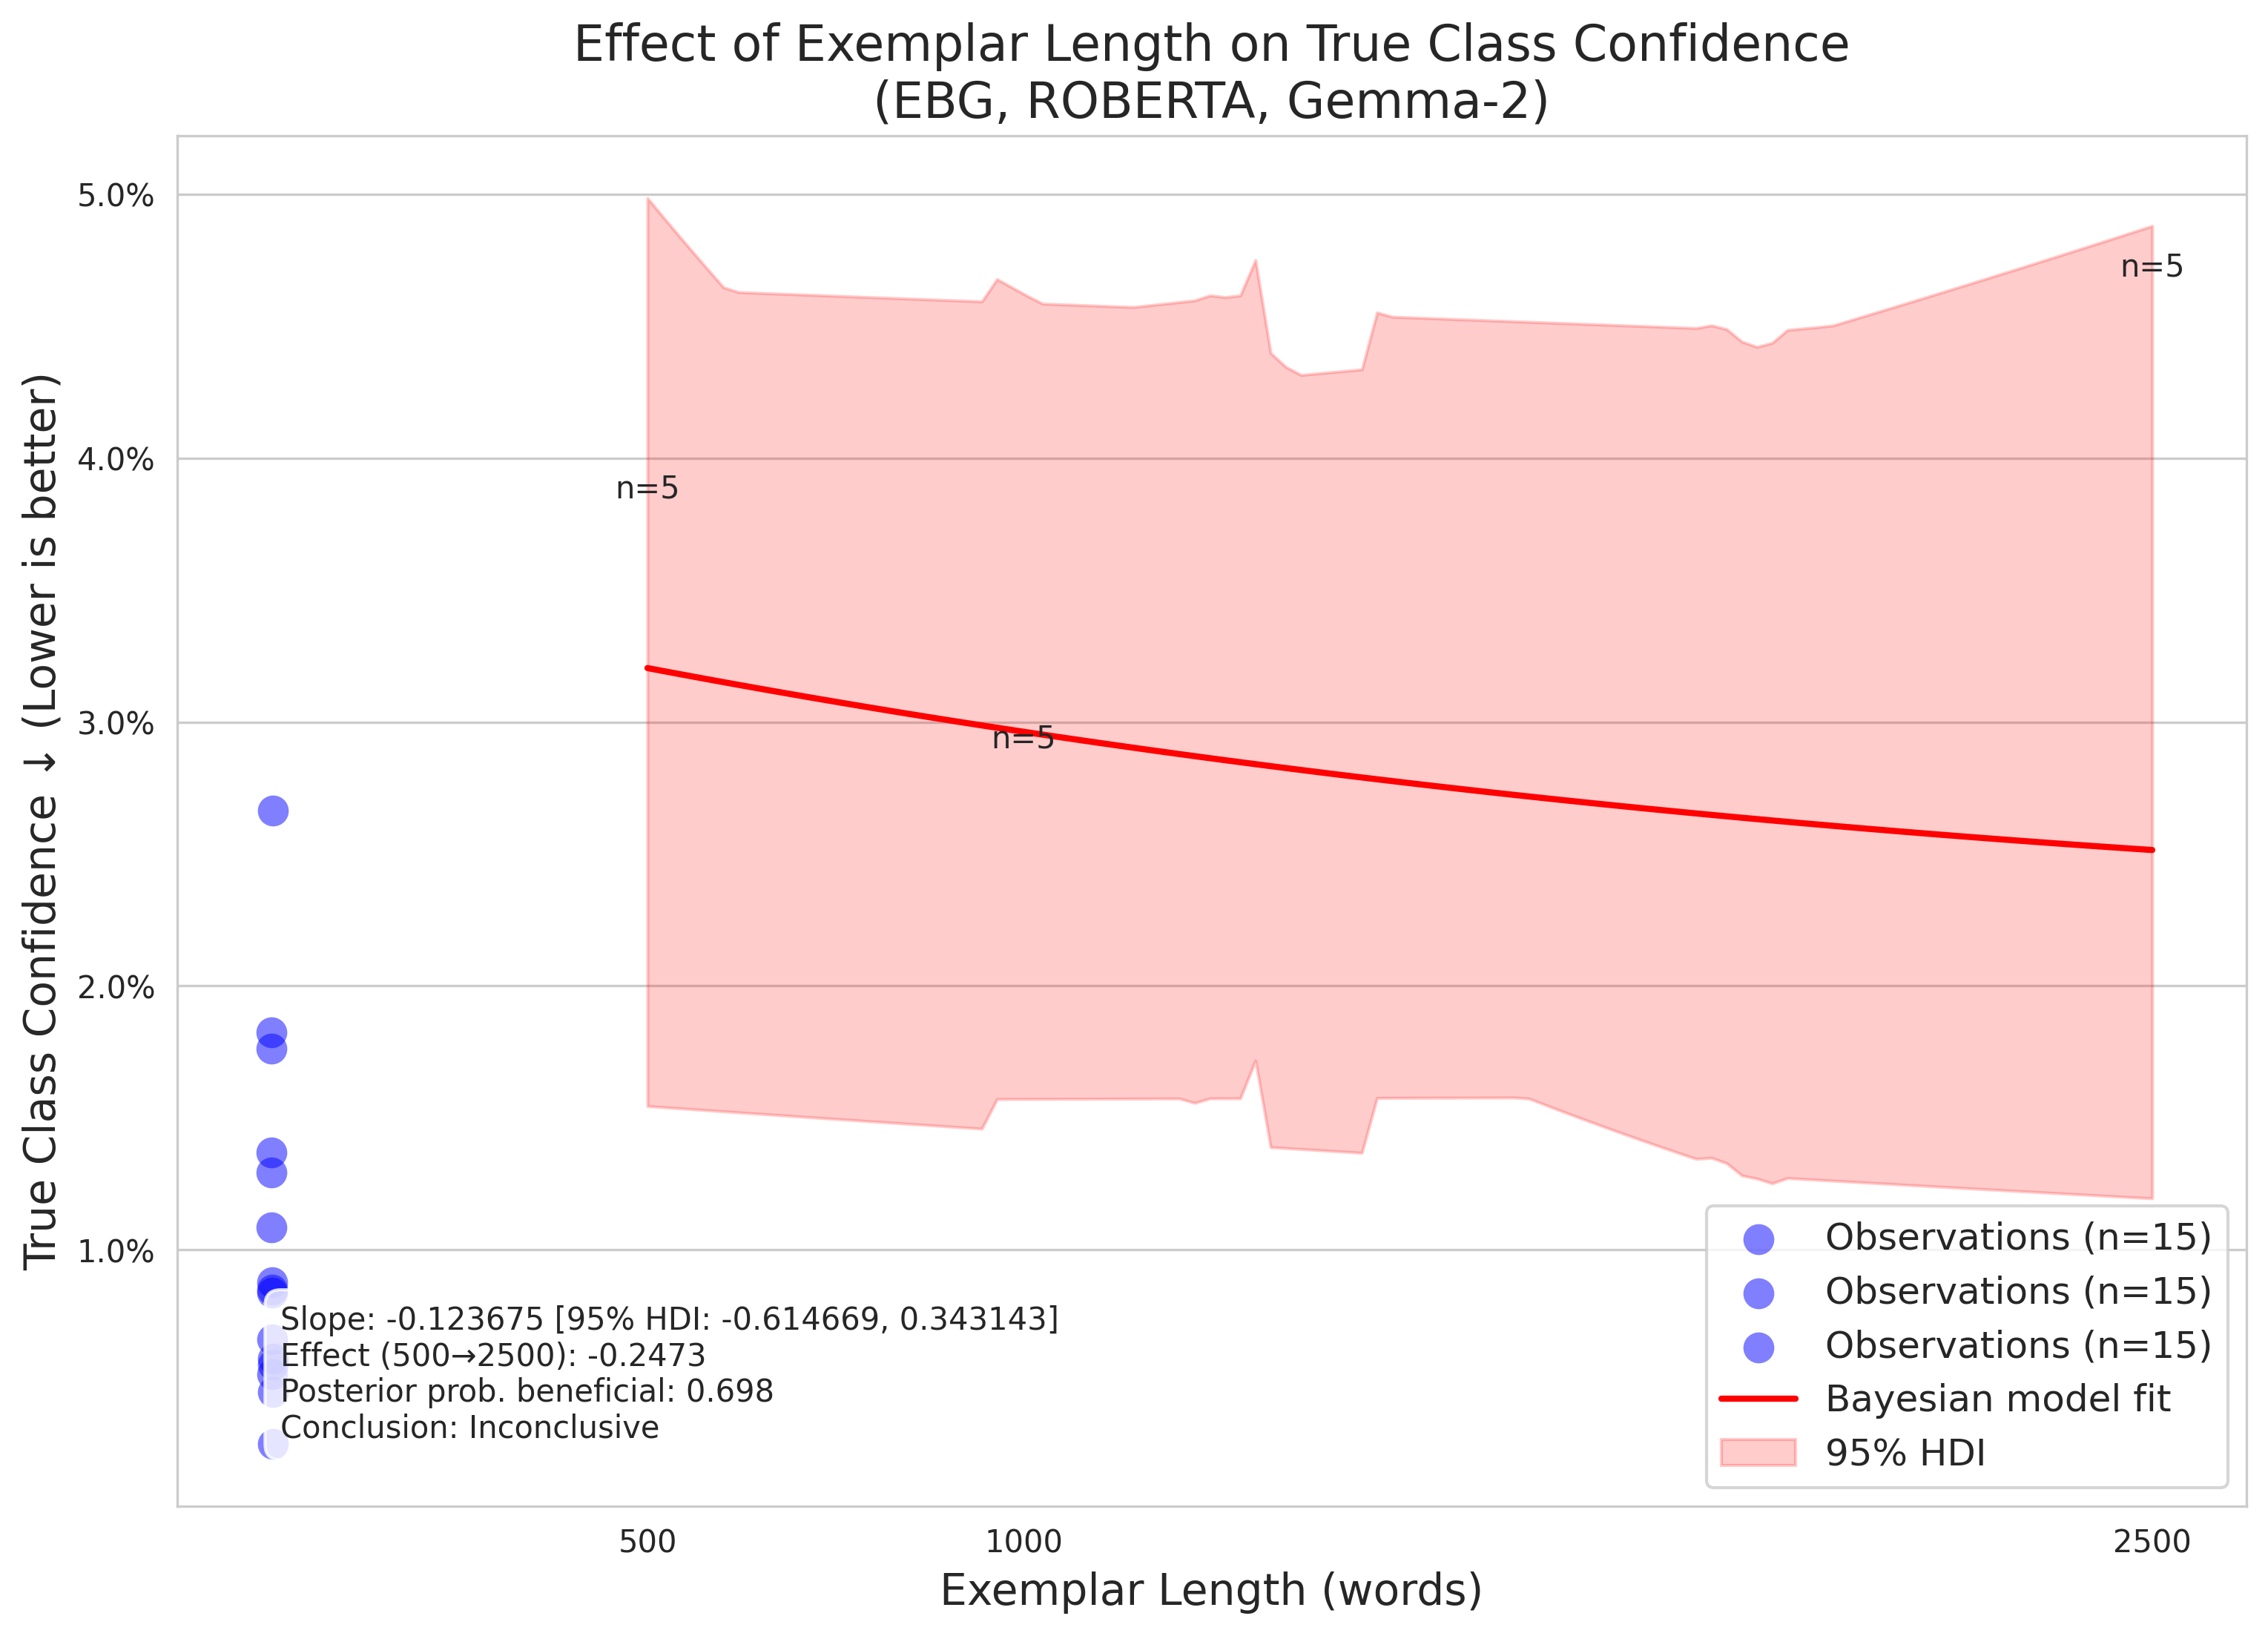 Effect of Exemplar Length on True Class Confidence
(EBG, ROBERTA, Gemma-2)
True Class Confidence ↓ (Lower is better)
5.0%
4.0%
3.0%
2.0%
1.0%
n=5
n=5
n=5
Slope: -0.123675 [95% HDI: -0.614669, 0.343143]
Effect (500→2500): -0.2473
Posterior prob. beneficial: 0.698
Conclusion: Inconclusive
Observations (n=15)
Observations (n=15)
Observations (n=15)
Bayesian model fit
95% HDI
500
1000
2500
Exemplar Length (words)